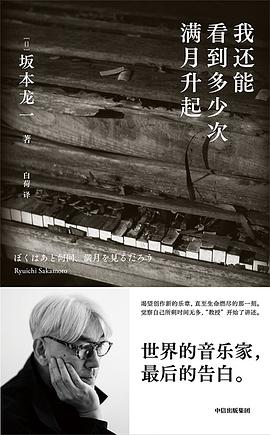 我还能
看到多少次
满月升起
[日]
坂本龙一 著
白荷 译
ぼくはあと何回、満月を見るだろう
Ryuichi Sakamoto
渴望创作新的乐章，直至生命燃尽的那一刻。
觉察自己所剩时间无多，“教授”开始了讲述。
世界的音乐家，
最后的告白。
中信出版集团